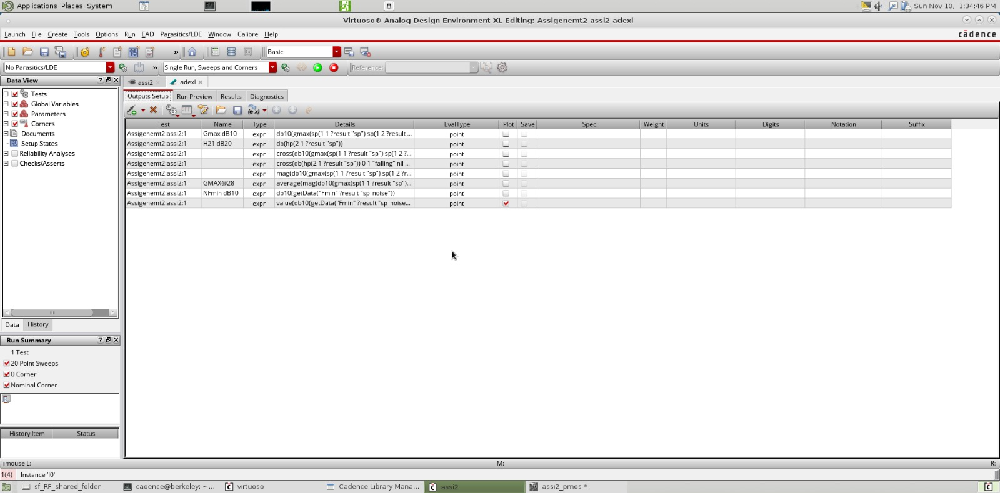 Applications Places System
Sun Nov 10, 1:34:46 PM
Virtuoso® Analog Design Environment XL Editing: Assigenemt2 assi2 adexl
Launch File Create Tools Options Run EAD Parasitics/LDE Window Calibre Help
cādence
» Basic
No Parasitics/LDE » Single Run, Sweeps and Corners Reference:
Data View
Tests
Global Variables
Parameters
Corners
Documents
Setup States
Reliability Analyses
Checks/Asserts
Data History
Run Summary
1 Test
20 Point Sweeps
0 Corner
Nominal Corner
History Item Status
assi2 adexl
Outputs Setup Run Preview Results Diagnostics
Test Name Type Details EvalType Plot Save Spec Weight Units Digits Notation Suffix
Assigenemt2:assi2:1 Gmax dB10 expr db10(gmax(sp(1 1 ?result "sp") sp(1 2 ?result ... point
Assigenemt2:assi2:1 H21 dB20 expr db(hp(2 1 ?result "sp")) point
Assigenemt2:assi2:1 expr cross(db10(gmax(sp(1 1 ?result "sp") sp(1 2 ?... point
Assigenemt2:assi2:1 expr cross(db(hp(2 1 ?result "sp")) 0 1 "falling" nil ... point
Assigenemt2:assi2:1 expr mag(db10(gmax(sp(1 1 ?result "sp") sp(1 2 ?r... point
Assigenemt2:assi2:1 GMAX@28 expr average(mag(db10(gmax(sp(1 1 ?result "sp")... point
Assigenemt2:assi2:1 NFmin dB10 expr db10(getData("Fmin" ?result "sp_noise")) point
Assigenemt2:assi2:1 expr value(db10(getData("Fmin" ?result "sp_noise... point
mouse L: M: R:
1(4) Instance 'I0'
sf_RF_shared_folder cadence@berkeley: ~... virtuoso Cadence Library Mana... assi2 assi2_pmos *